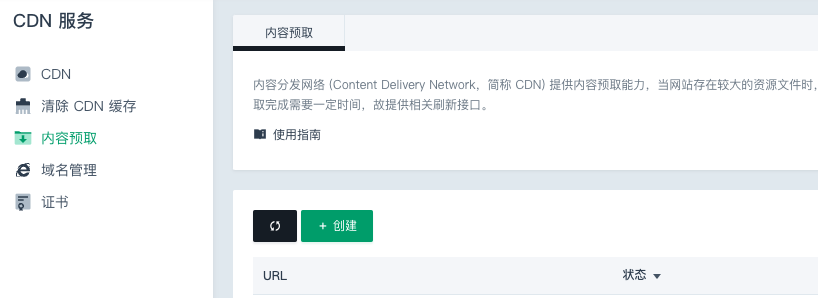 CDN 服务
CDN
清除 CDN 缓存
内容预取
域名管理
证书
内容预取
内容分发网络 (Content Delivery Network，简称 CDN) 提供内容预取能力，当网站存在较大的资源文件时，
取完成需要一定时间，故提供相关刷新接口。
使用指南
+ 创建
URL 状态